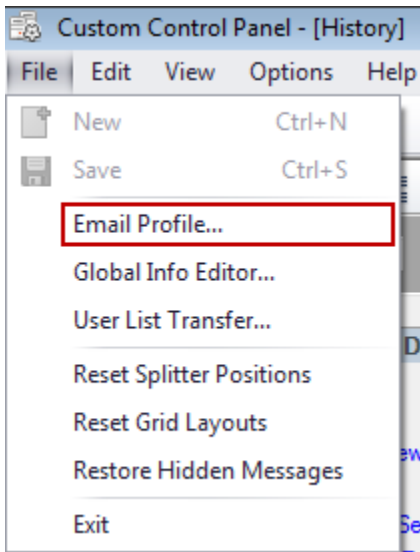 Custom Control Panel - [History]
File Edit View Options Help
New Ctrl+N
Save Ctrl+S
Email Profile...
Global Info Editor...
User List Transfer...
Reset Splitter Positions
Reset Grid Layouts
Restore Hidden Messages
Exit